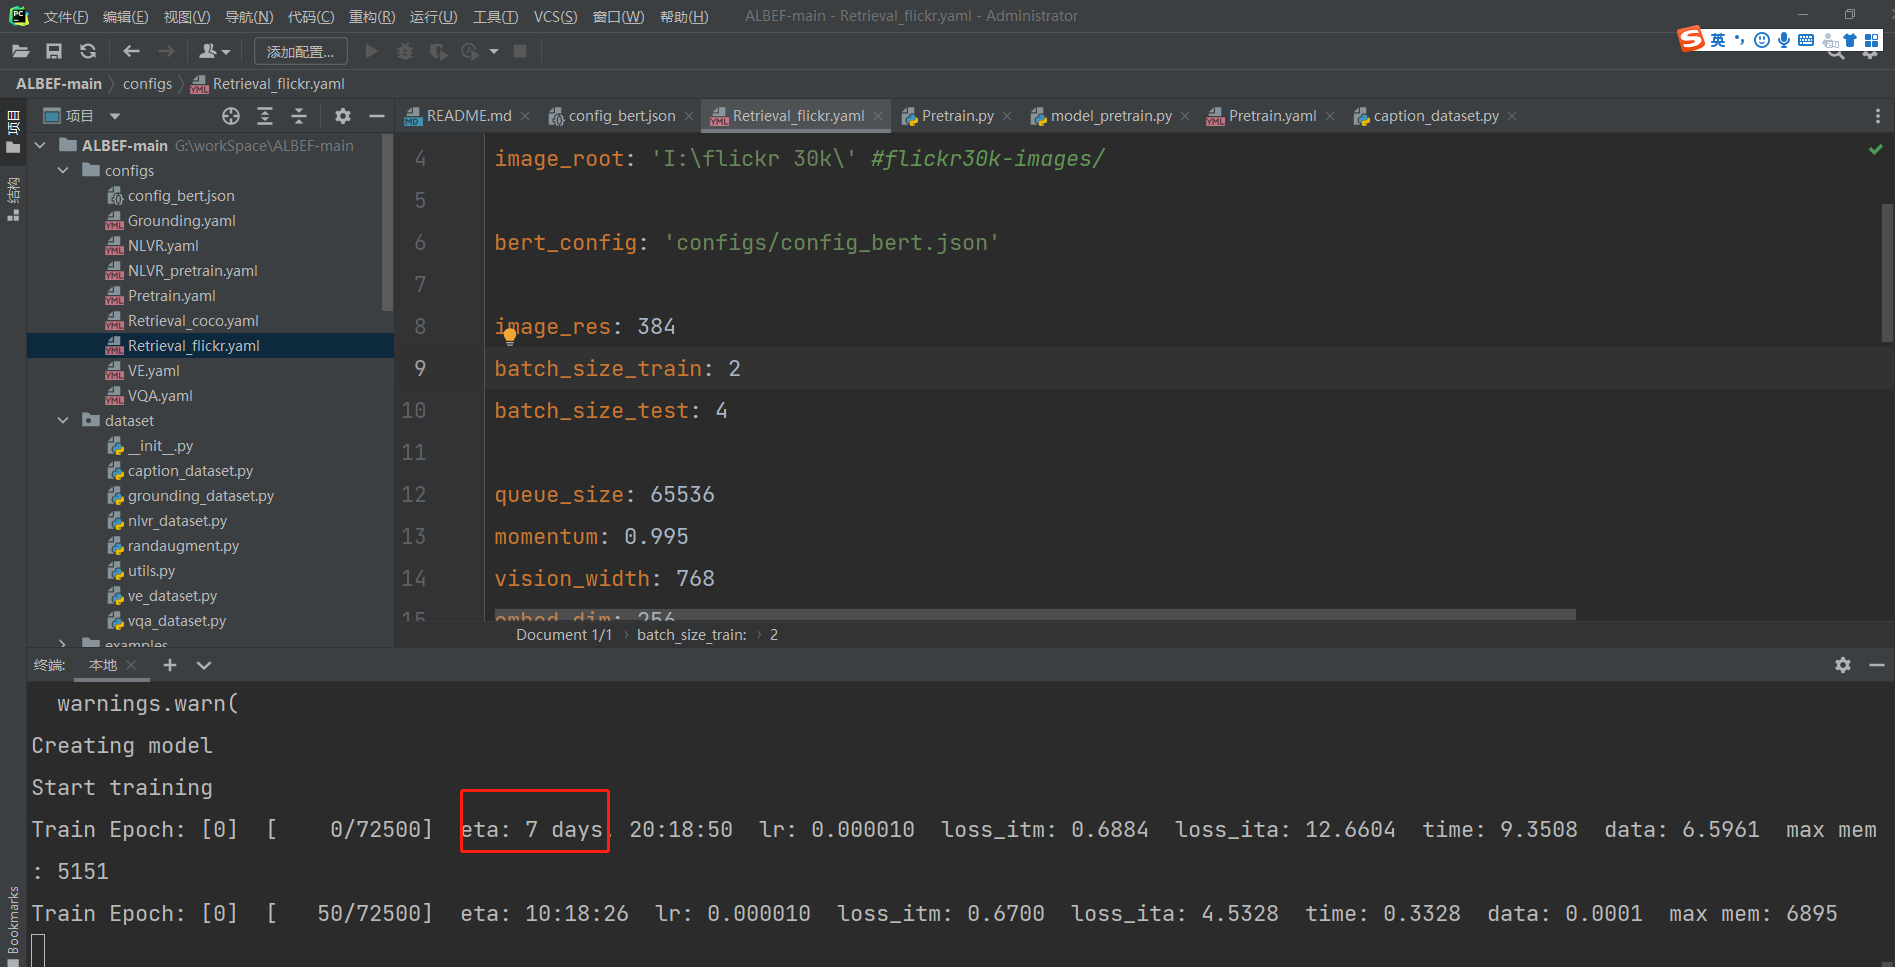 文件(F) 编辑(E) 视图(V) 导航(N) 代码(C) 重构(R) 运行(U) 工具(T) VCS(S) 窗口(W) 帮助(H) ALBEF-main - Retrieval_flickr.yaml - Administrator
添加配置...
英
ALBEF-main configs Retrieval_flickr.yaml
项目
README.md config_bert.json Retrieval_flickr.yaml Pretrain.py model_pretrain.py Pretrain.yaml caption_dataset.py
项目
结构
Bookmarks
ALBEF-main G:\workSpace\ALBEF-main
configs
config_bert.json
Grounding.yaml
NLVR.yaml
NLVR_pretrain.yaml
Pretrain.yaml
Retrieval_coco.yaml
Retrieval_flickr.yaml
VE.yaml
VQA.yaml
dataset
__init__.py
caption_dataset.py
grounding_dataset.py
nlvr_dataset.py
randaugment.py
utils.py
ve_dataset.py
vqa_dataset.py
examples
4 image_root: 'I:\flickr 30k\' #flickr30k-images/
5
6 bert_config: 'configs/config_bert.json'
7
8 image_res: 384
9 batch_size_train: 2
10 batch_size_test: 4
11
12 queue_size: 65536
13 momentum: 0.995
14 vision_width: 768
15 embed_dim: 256
Document 1/1 batch_size_train: 2
终端: 本地
warnings.warn(
Creating model
Start training
Train Epoch: [0] [ 0/72500] eta: 7 days, 20:18:50 lr: 0.000010 loss_itm: 0.6884 loss_ita: 12.6604 time: 9.3508 data: 6.5961 max mem
: 5151
Train Epoch: [0] [ 50/72500] eta: 10:18:26 lr: 0.000010 loss_itm: 0.6700 loss_ita: 4.5328 time: 0.3328 data: 0.0001 max mem: 6895